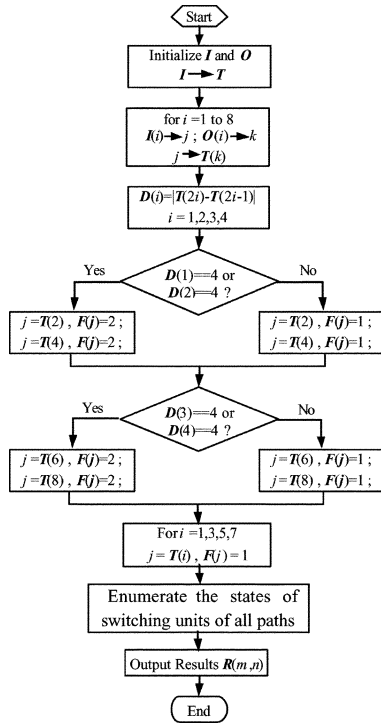 Start
Initialize I and O
I → T
for i =1 to 8
I(i)→j ; O(i)→k
j → T(k)
D(i)=|T(2i)-T(2i-1)|
i = 1,2,3,4
Yes
D(1)==4 or
D(2)==4 ?
No
j =T(2) , F(j)=2 ;
j =T(4) , F(j)=2 ;
j =T(2) , F(j)=1 ;
j =T(4) , F(j)=1 ;
Yes
D(3)==4 or
D(4)==4 ?
No
j =T(6) , F(j)=2 ;
j =T(8) , F(j)=2 ;
j =T(6) , F(j)=1 ;
j =T(8) , F(j)=1 ;
For i =1,3,5,7
j = T(i) , F(j) = 1
Enumerate the states of
switching units of all paths
Output Results R(m,n)
End